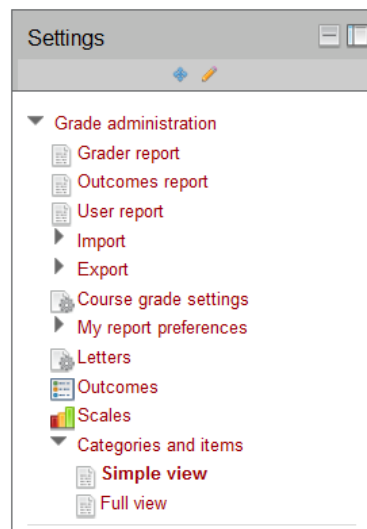 Settings
Grade administration
Grader report
Outcomes report
User report
Import
Export
Course grade settings
My report preferences
Letters
Outcomes
Scales
Categories and items
Simple view
Full view